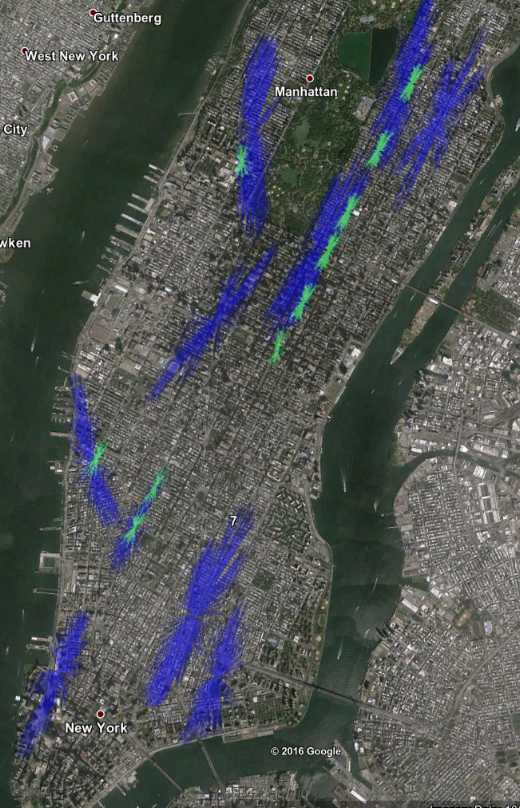 Guttenberg
West New York
Manhattan
City
wken
7
New York
© 2016 Google